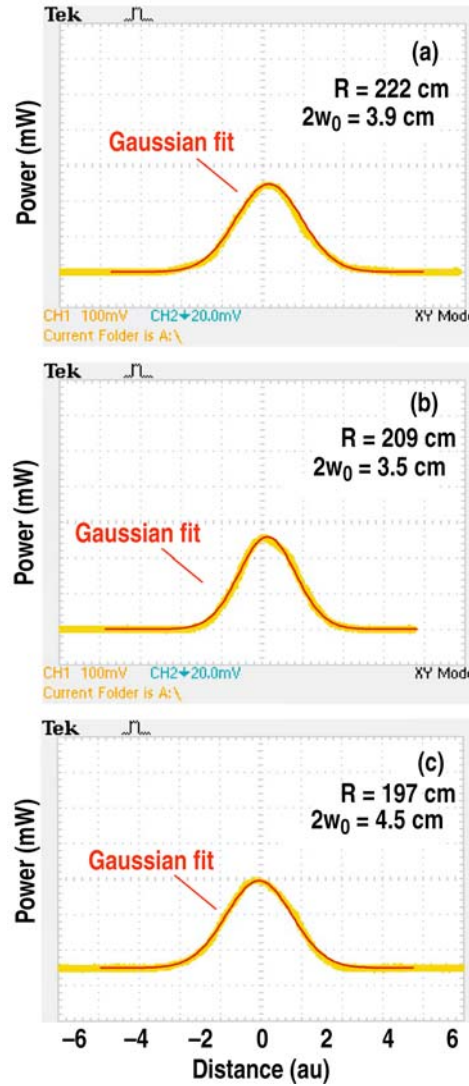 Tek
(a)
R = 222 cm
2w0 = 3.9 cm
Gaussian fit
Power (mW)
CH1 100mV CH2 20.0mV XY Mode
Current Folder is A:\
Tek
(b)
R = 209 cm
2w0 = 3.5 cm
Gaussian fit
Power (mW)
CH1 100mV CH2 20.0mV XY Mod
Current Folder is A:\
Tek
(c)
R = 197 cm
2w0 = 4.5 cm
Gaussian fit
Power (mW)
–6 –4 –2 0 2 4 6
Distance (au)